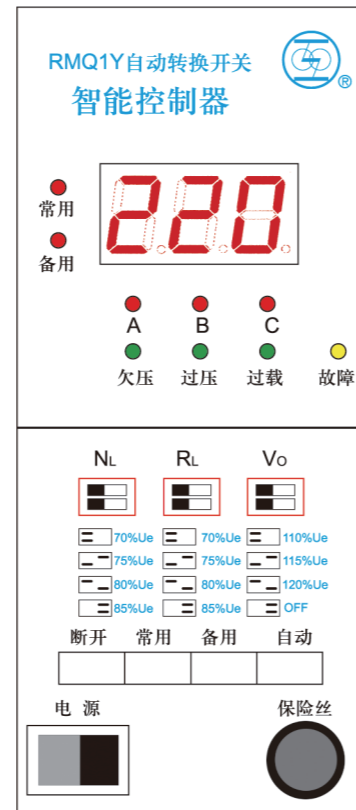 RMQ1Y自动转换开关
智能控制器
®
220
常用
备用
A B C
欠压 过压 过载 故障
NL RL VO
70%Ue 70%Ue 110%Ue
75%Ue 75%Ue 115%Ue
80%Ue 80%Ue 120%Ue
85%Ue 85%Ue OFF
断开 常用 备用 自动
电 源 保险丝